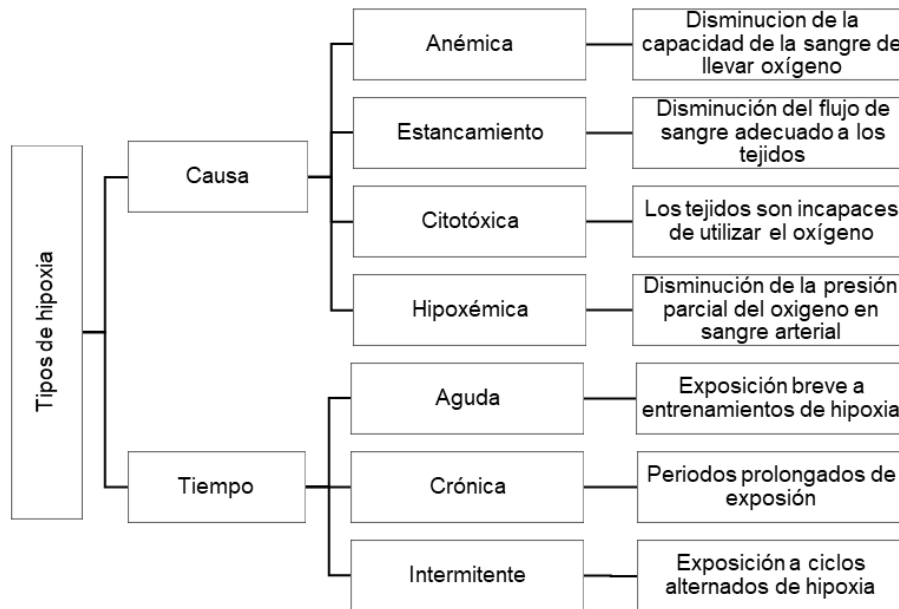 Tipos de hipoxia
Causa
Anémica
Disminucion de la
capacidad de la sangre de
llevar oxígeno
Estancamiento
Disminución del flujo de
sangre adecuado a los
tejidos
Citotóxica
Los tejidos son incapaces
de utilizar el oxígeno
Hipoxémica
Disminución de la presión
parcial del oxigeno en
sangre arterial
Tiempo
Aguda
Exposición breve a
entrenamientos de hipoxia
Crónica
Periodos prolongados de
exposión
Intermitente
Exposición a ciclos
alternados de hipoxia